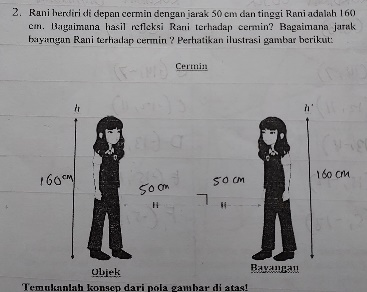 2. Rani berdiri di depan cermin dengan jarak 50 cm dan tinggi Rani adalah 160
cm. Bagaimana hasil refleksi Rani terhadap cermin? Bagaimana jarak
bayangan Rani terhadap cermin ? Perhatikan ilustrasi gambar berikut:
Cermin
h h'
160 cm 50 cm 50 cm 160 cm
Objek Bayangan
Temukanlah konsep dari pola gambar di atas!